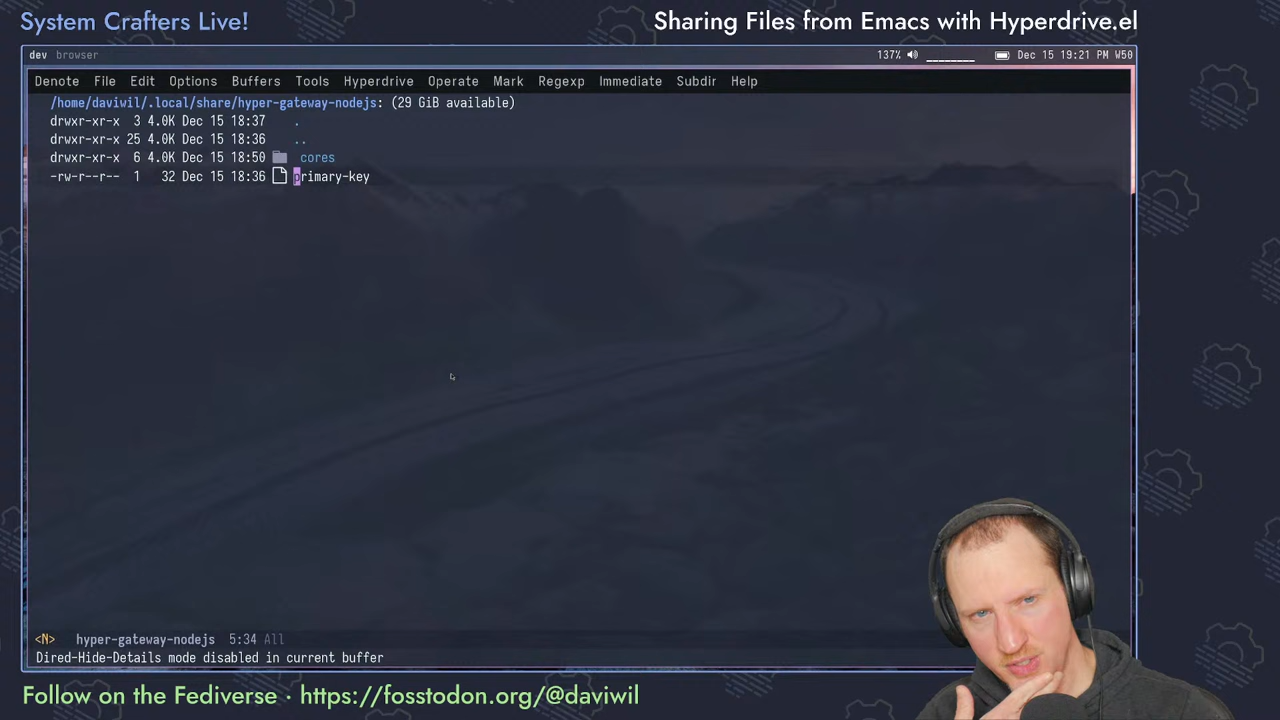 System Crafters Live!
Sharing Files from Emacs with Hyperdrive.el
dev browser
137% Dec 15 19:21 PM W50
Denote File Edit Options Buffers Tools Hyperdrive Operate Mark Regexp Immediate Subdir Help
/home/daviwil/.local/share/hyper-gateway-nodejs: (29 GiB available)
drwxr-xr-x 3 4.0K Dec 15 18:37 .
drwxr-xr-x 25 4.0K Dec 15 18:36 ..
drwxr-xr-x 6 4.0K Dec 15 18:50 cores
-rw-r--r-- 1 32 Dec 15 18:36 primary-key
<N> hyper-gateway-nodejs 5:34 All
Dired-Hide-Details mode disabled in current buffer
Follow on the Fediverse · https://fosstodon.org/@daviwil